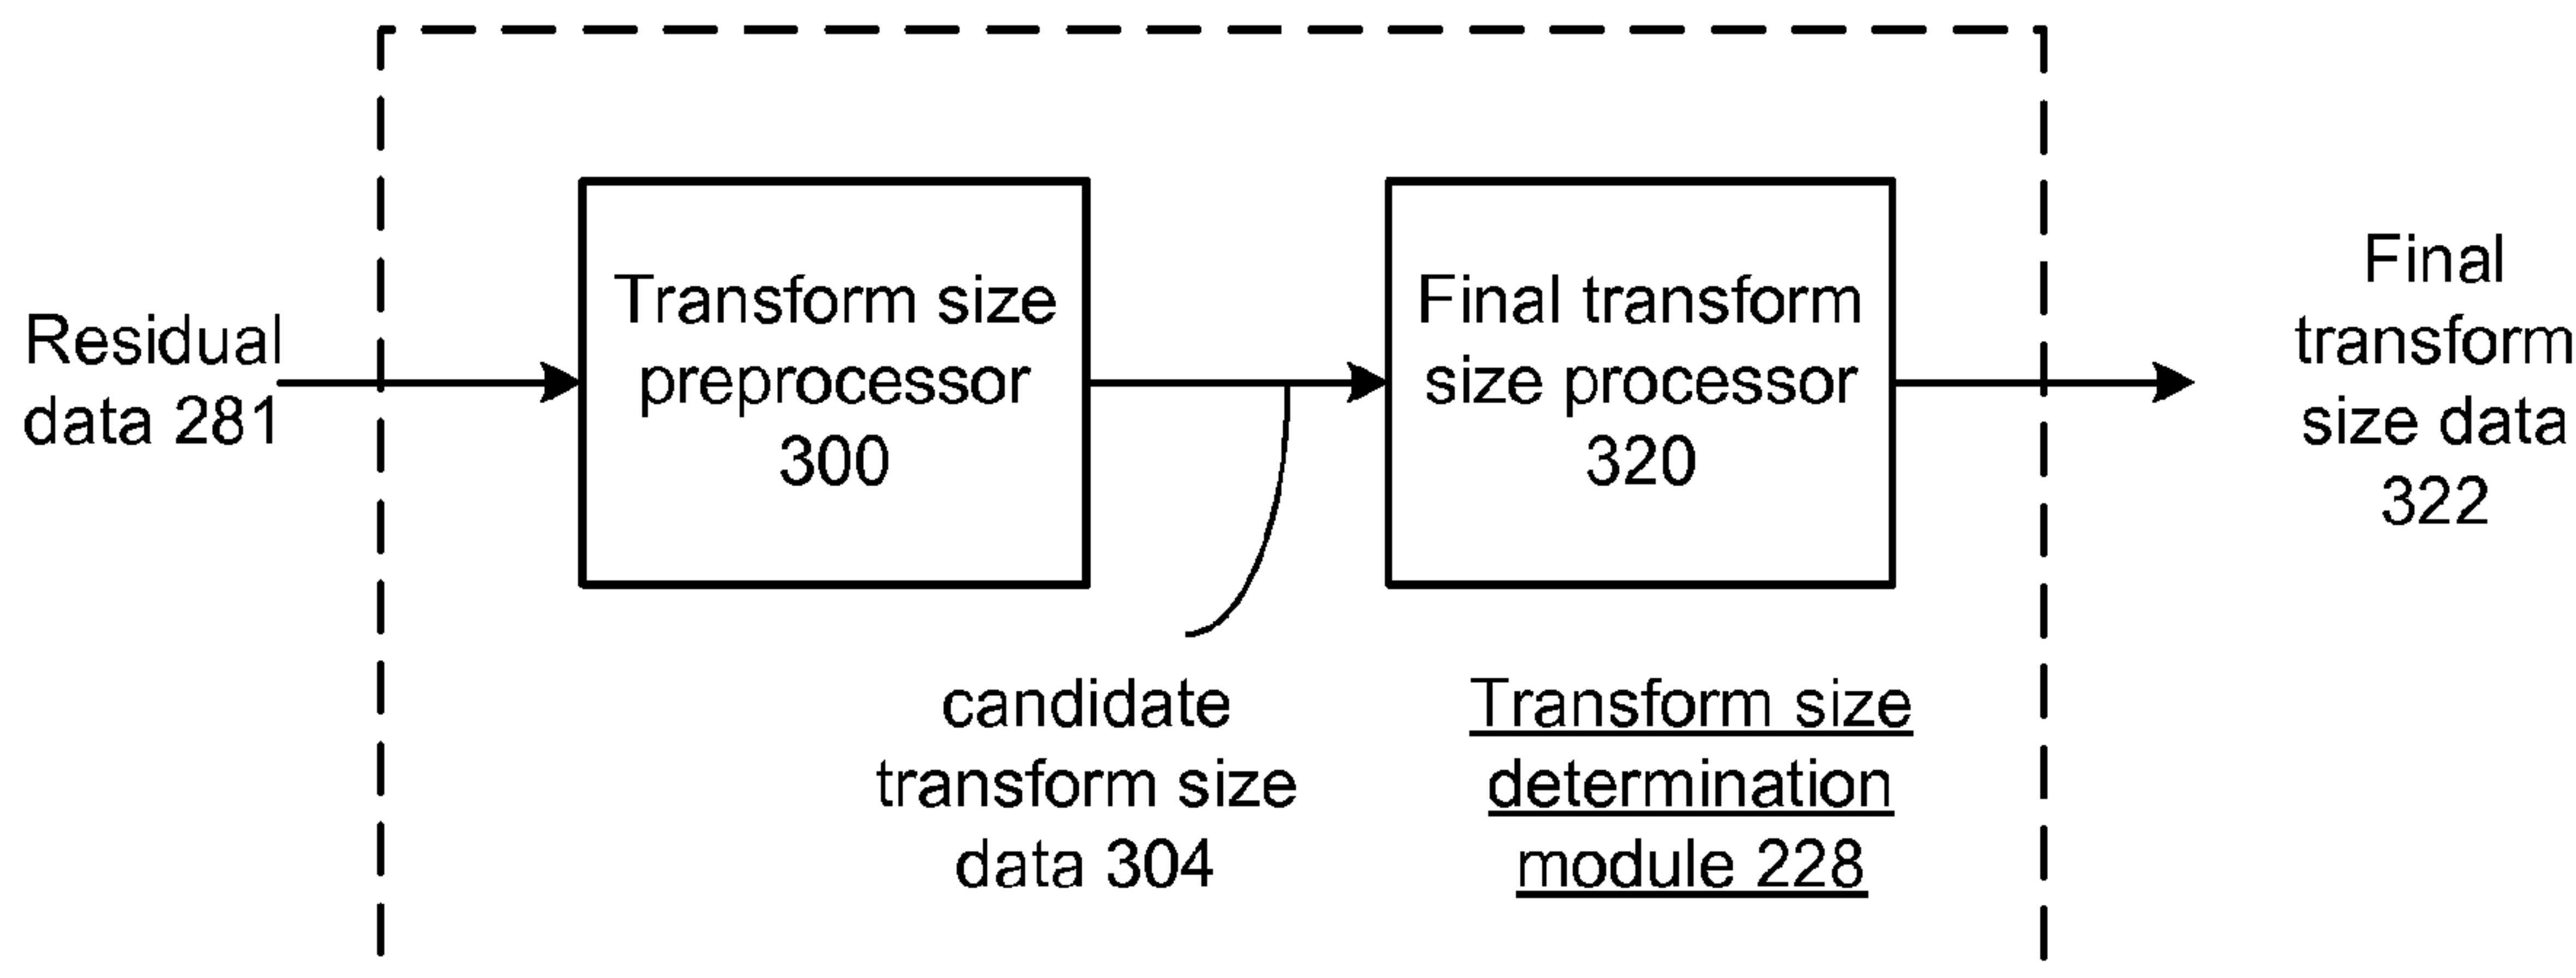 Residual
data 281
Transform size
preprocessor
300
candidate
transform size
data 304
Final transform
size processor
320
Transform size
determination
module 228
Final
transform
size data
322